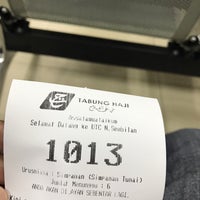 TABUNG HAJI
Assalamualaikum
Selamat Datang ke UTC N.Sembilan
1013
Urusniaga : Simpanan (Simpanan Tunai)
Jumlah Menunggu : 6
ANDA AKAN DILAYAN SEBENTAR LAGI.